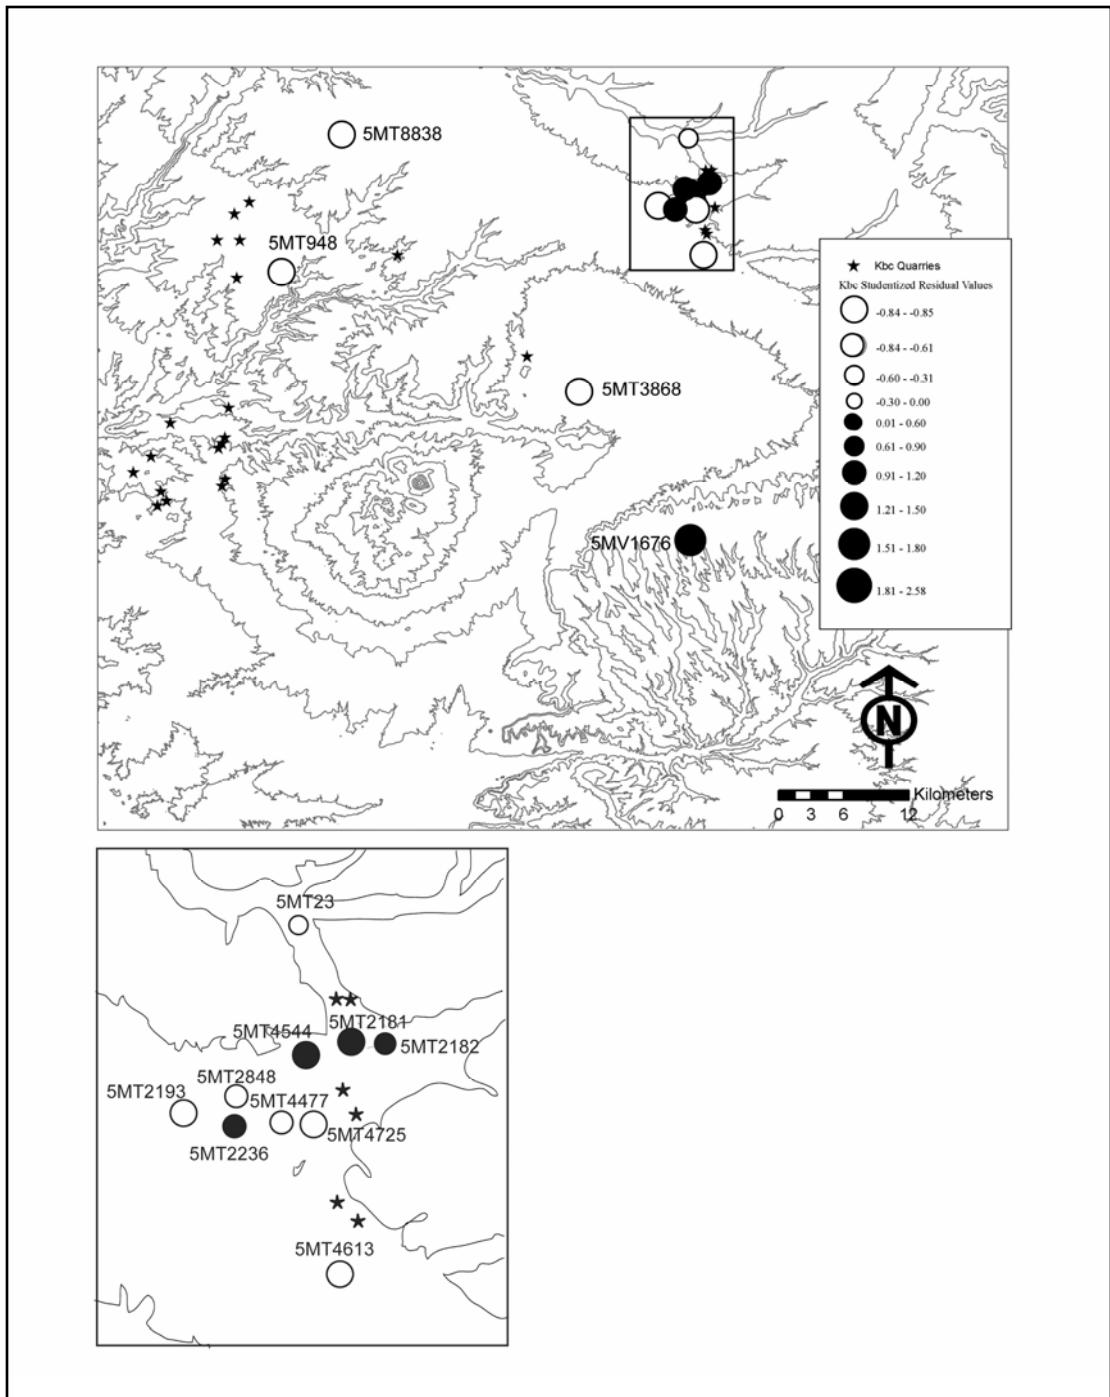 5MT8838
5MT948
5MT3868
5MV1676
Kbc Quarries
Kbc Studentized Residual Values
-0.84 - -0.85
-0.84 - -0.61
-0.60 - -0.31
-0.30 - 0.00
0.01 - 0.60
0.61 - 0.90
0.91 - 1.20
1.21 - 1.50
1.51 - 1.80
1.81 - 2.58
N
Kilometers
0 3 6 12
5MT23
5MT4544
5MT2181
5MT2182
5MT2848
5MT2193
5MT4477
5MT4725
5MT2236
5MT4613